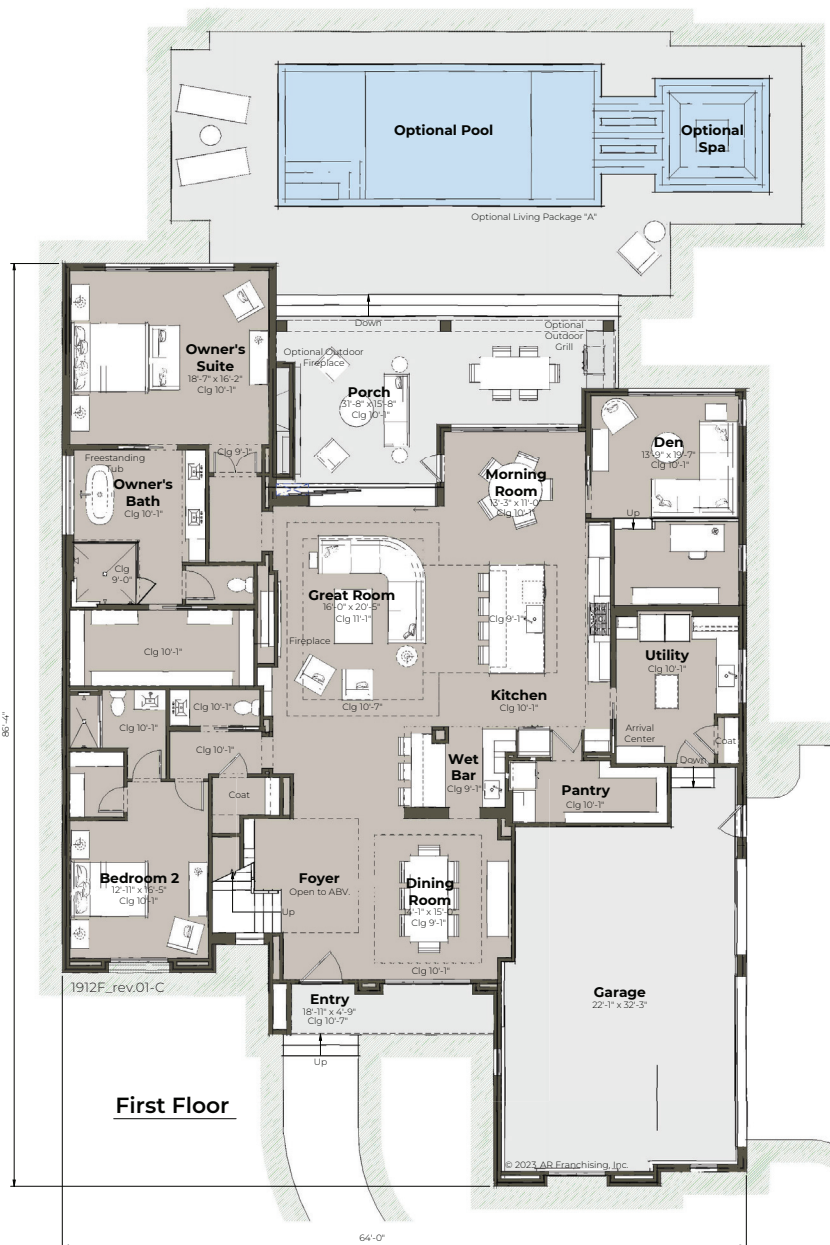 Optional Pool
Optional
Spa
Optional Living Package "A"
Down
Optional
Outdoor
Grill
Optional Outdoor
Fireplace
Porch
31'-8" x 15'-8"
Clg 10'-1"
Owner's
Suite
18'-7" x 16'-2"
Clg 10'-1"
Clg 9'-1"
Freestanding
Tub
Owner's
Bath
Clg 10'-1"
Clg
9'-0"
Morning
Room
13'-3" x 11'-0"
Clg 10'-1"
Den
13'-9" x 19'-7"
Clg 10'-1"
Up
Great Room
16'-0" x 20'-5"
Clg 11'-1"
Fireplace
Clg 10'-7"
Clg 9'-1"
Kitchen
Clg 10'-1"
Utility
Clg 10'-1"
Arrival
Center
Coat
Down
Clg 10'-1"
Clg 10'-1"
Clg 10'-1"
Clg 10'-1"
Coat
Wet
Bar
Clg 9'-1"
Pantry
Clg 10'-1"
86'-4"
Bedroom 2
12'-11" x 16'-5"
Clg 10'-1"
Up
Foyer
Open to ABV.
Dining
Room
Clg 9'-1"
Clg 10'-1"
1912F_rev.01-C
Entry
18'-11" x 4'-9"
Clg 10'-7"
Up
Garage
22'-1" x 32'-3"
First Floor
© 2023 AR Franchising, Inc.
64'-0"